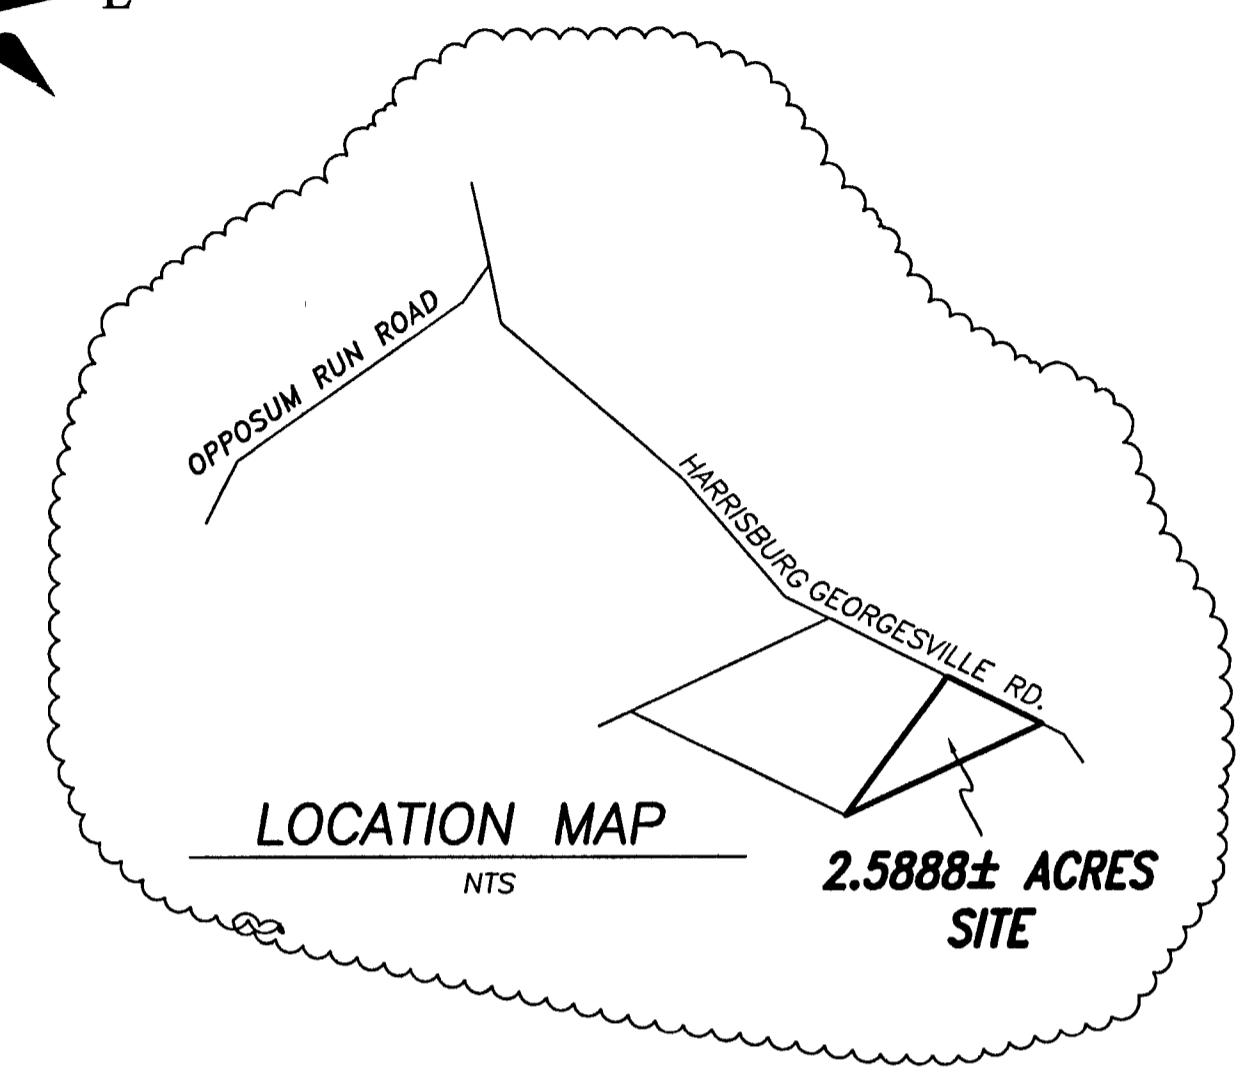 E
OPPOSUM RUN ROAD
HARRISBURG GEORGESVILLE RD.
LOCATION MAP
NTS
2.5888± ACRES
SITE